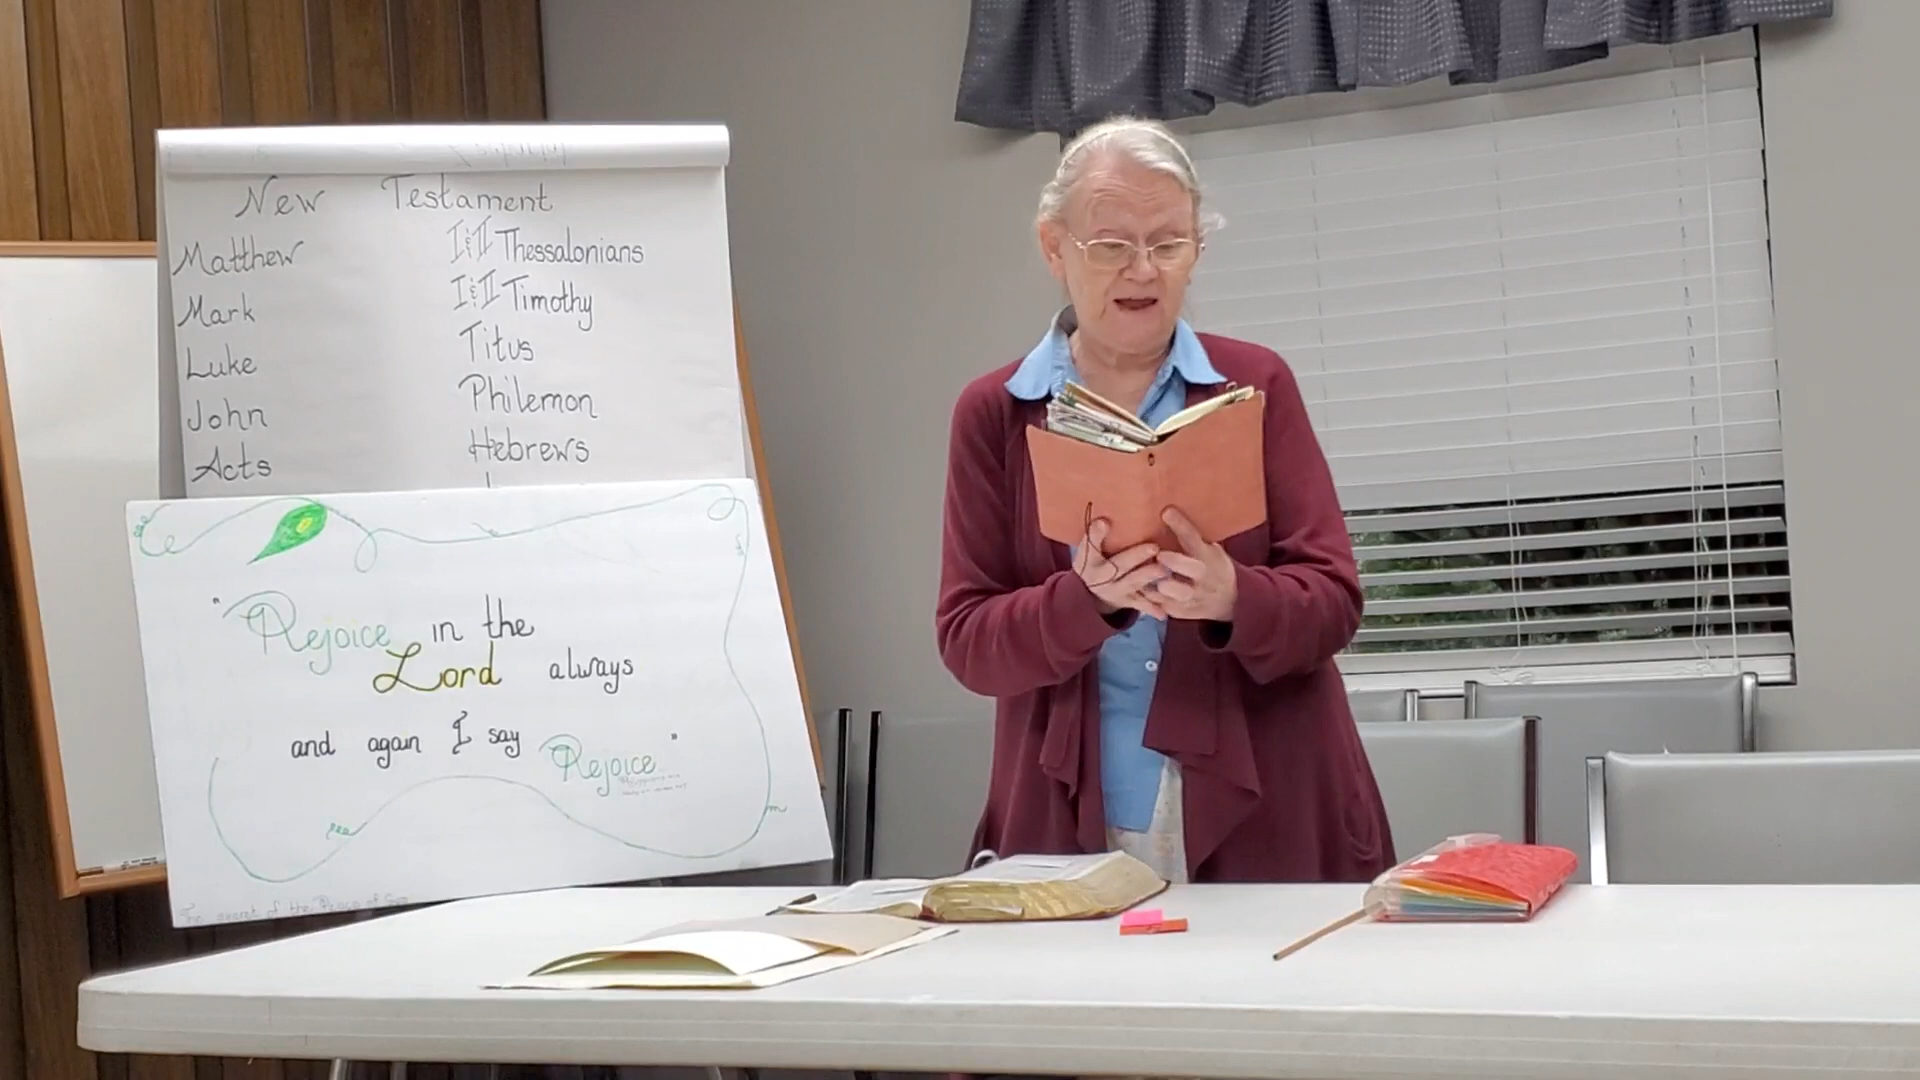 New Testament
Matthew
Mark
Luke
John
Acts
I & II Thessalonians
I & II Timothy
Titus
Philemon
Hebrews
"Rejoice in the
Lord always
and again I say
Rejoice"